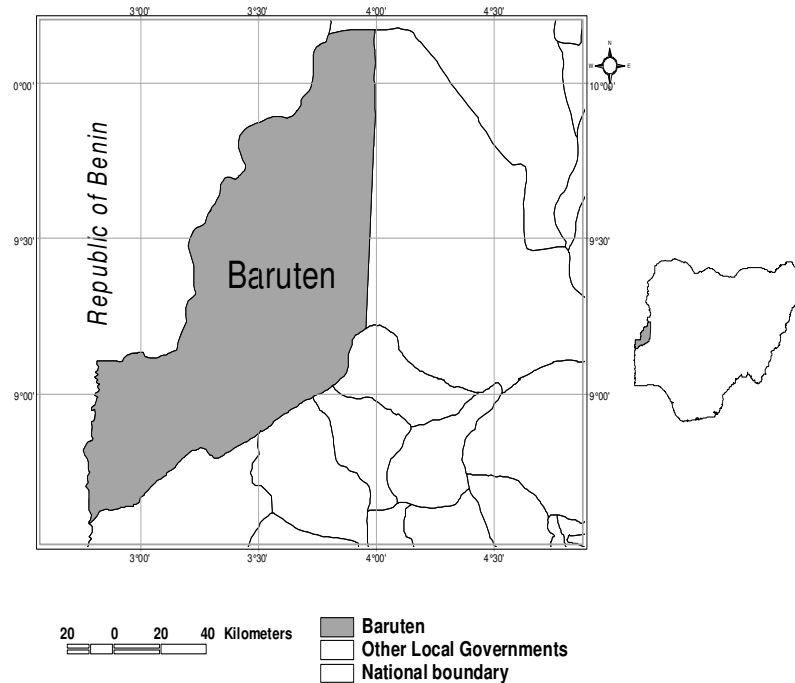 3°00' 3°30' 4°00' 4°30'
N
W E
0°00' 10°00'
Republic of Benin
9°30' 9°30'
Baruten
9°00' 9°00'
3°00' 3°30' 4°00' 4°30'
20 0 20 40 Kilometers
Baruten
Other Local Governments
National boundary